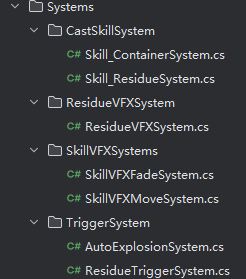 Systems
CastSkillSystem
C# Skill_ContainerSystem.cs
C# Skill_ResidueSystem.cs
ResidueVFXSystem
C# ResidueVFXSystem.cs
SkillVFXSystems
C# SkillVFXFadeSystem.cs
C# SkillVFXMoveSystem.cs
TriggerSystem
C# AutoExplosionSystem.cs
C# ResidueTriggerSystem.cs